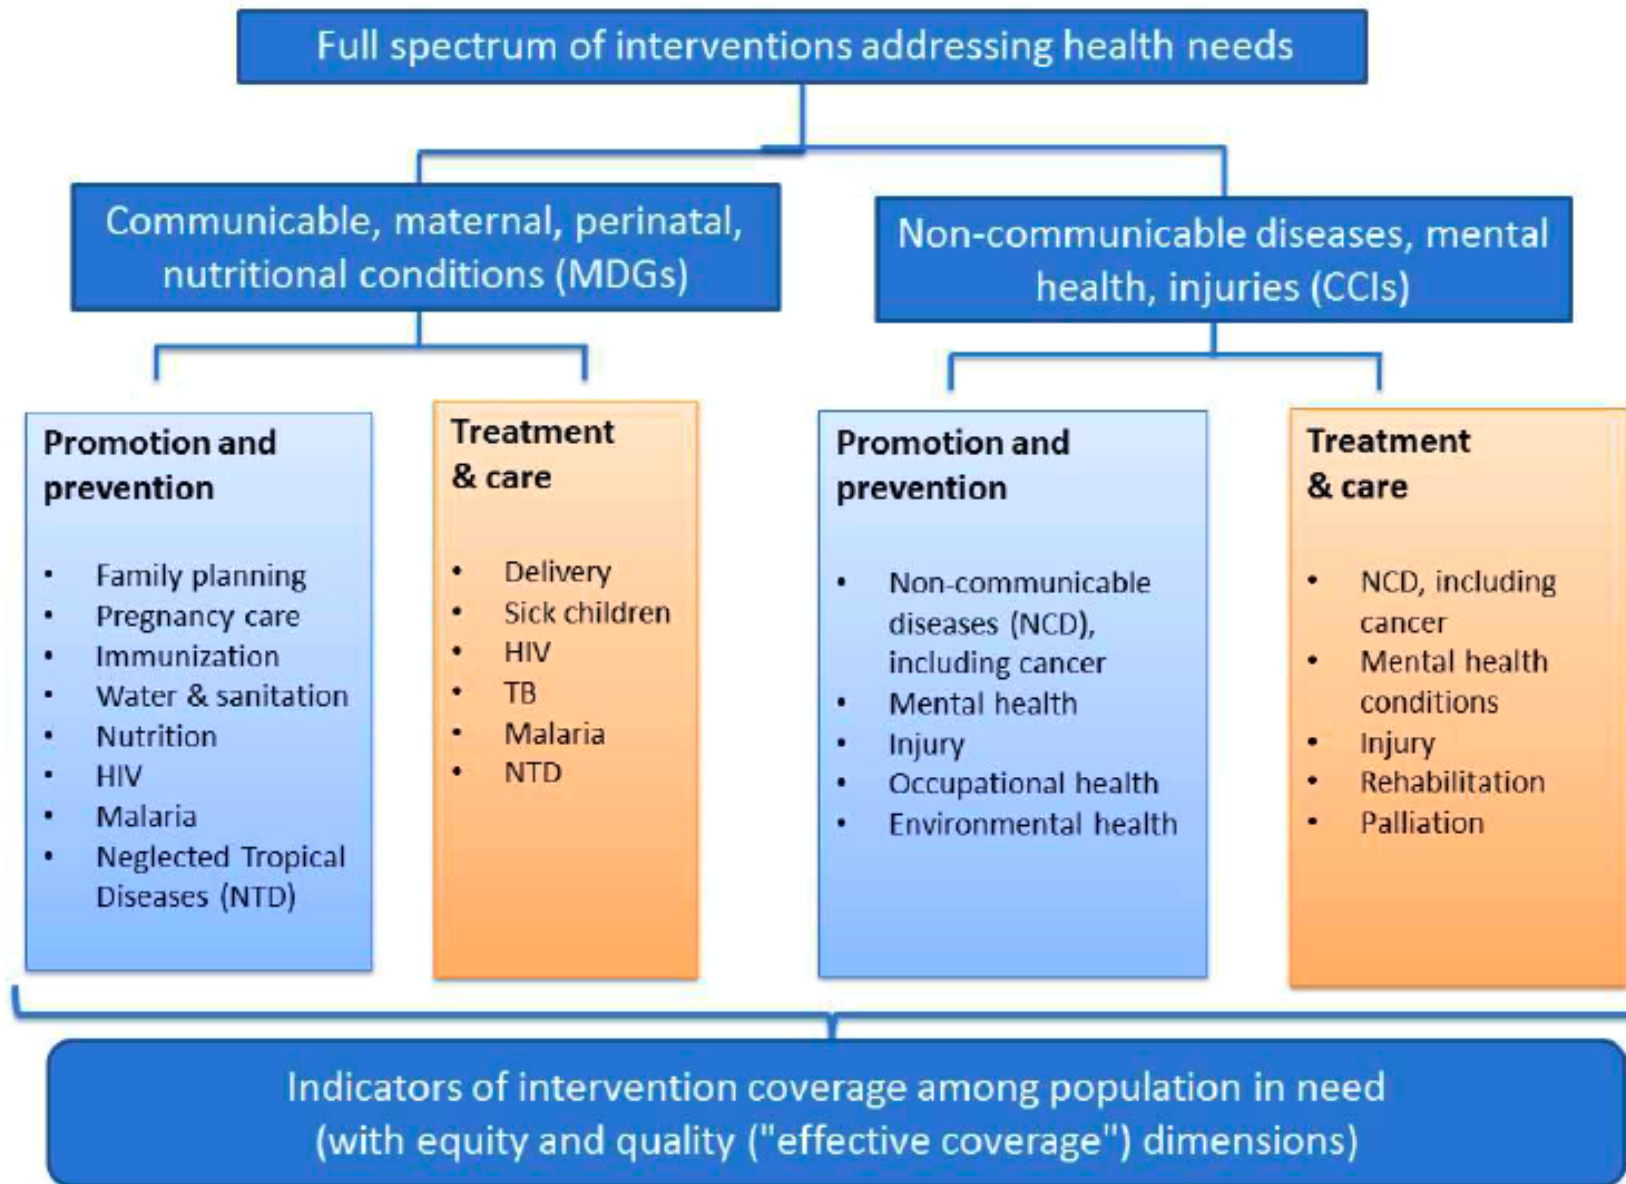 Full spectrum of interventions addressing health needs
Communicable, maternal, perinatal,
nutritional conditions (MDGs)
Non-communicable diseases, mental
health, injuries (CCIs)
Promotion and
prevention
• Family planning
• Pregnancy care
• Immunization
• Water & sanitation
• Nutrition
• HIV
• Malaria
• Neglected Tropical
Diseases (NTD)
Treatment
& care
• Delivery
• Sick children
• HIV
• TB
• Malaria
• NTD
Promotion and
prevention
• Non-communicable
diseases (NCD),
including cancer
• Mental health
• Injury
• Occupational health
• Environmental health
Treatment
& care
• NCD, including
cancer
• Mental health
conditions
• Injury
• Rehabilitation
• Palliation
Indicators of intervention coverage among population in need
(with equity and quality ("effective coverage") dimensions)